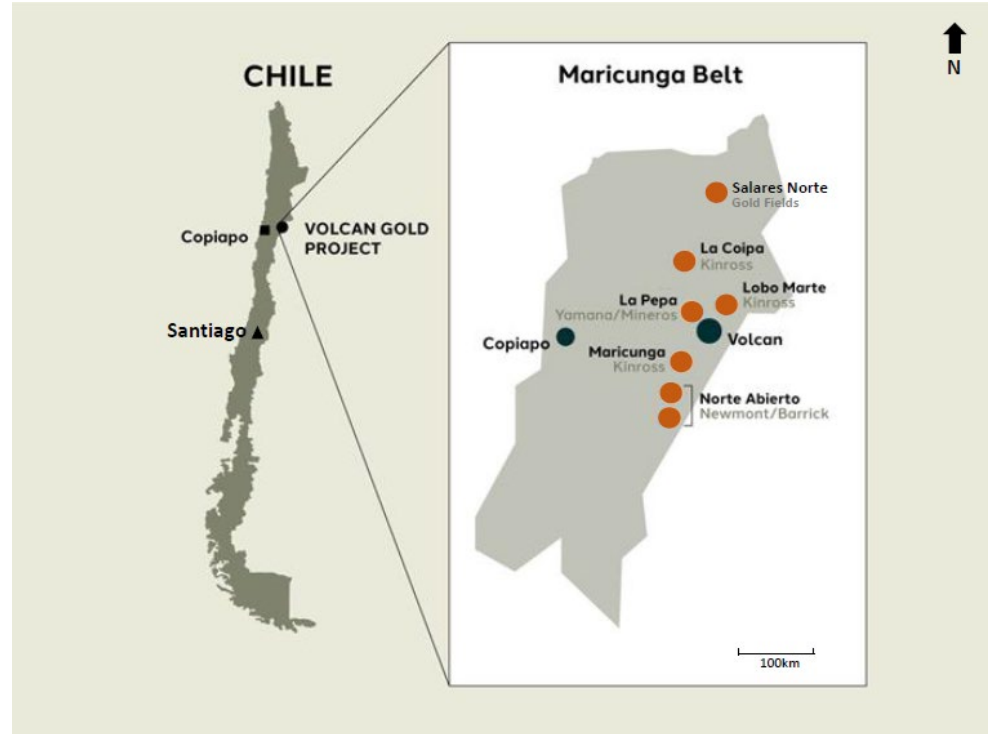 N
CHILE
Copiapo
VOLCAN GOLD
PROJECT
Santiago
Maricunga Belt
Salares Norte
Gold Fields
La Coipa
Kinross
Lobo Marte
Kinross
La Pepa
Yamana/Mineros
Copiapo
Volcan
Maricunga
Kinross
Norte Abierto
Newmont/Barrick
100km